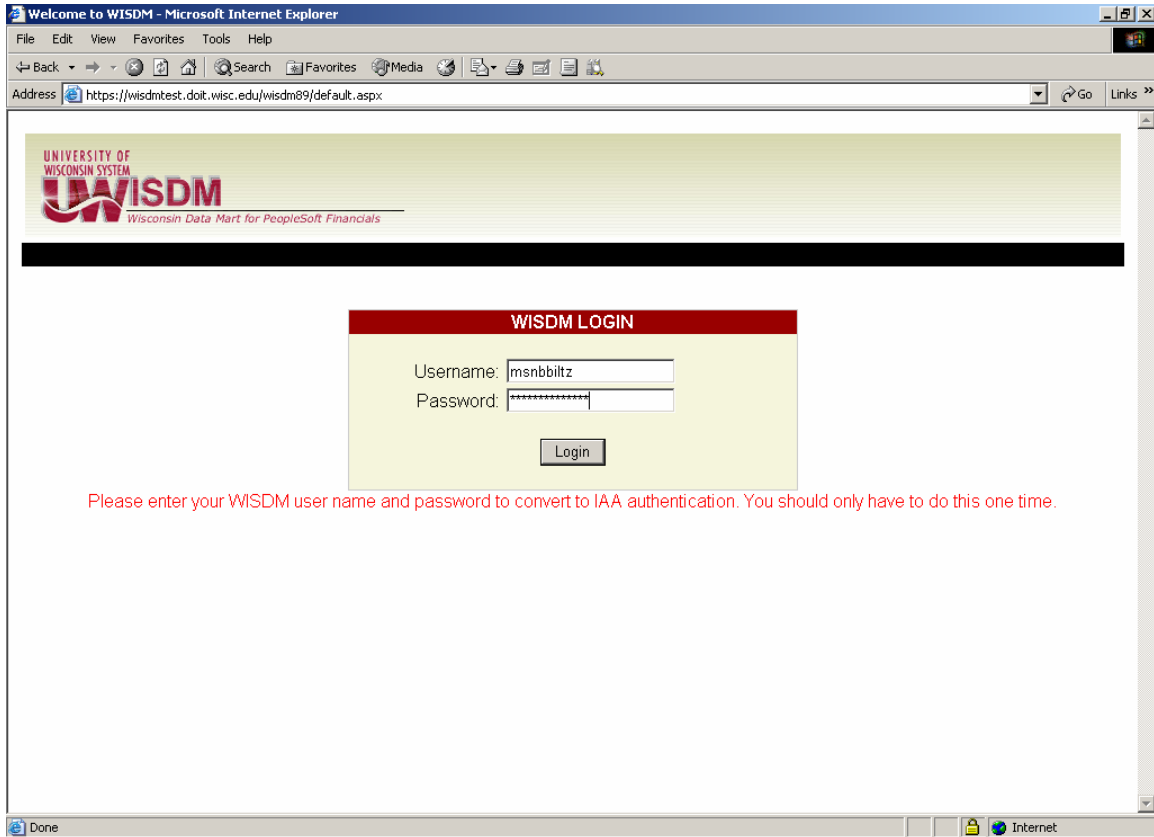 Welcome to WISDM - Microsoft Internet Explorer
File Edit View Favorites Tools Help
Back Search Favorites Media
Address https://wisdmtest.doit.wisc.edu/wisdm89/default.aspx Go Links »
UNIVERSITY OF
WISCONSIN SYSTEM
UWISDM
Wisconsin Data Mart for PeopleSoft Financials
WISDM LOGIN
Username: msnbbiltz
Password: **************
Login
Please enter your WISDM user name and password to convert to IAA authentication. You should only have to do this one time.
Done Internet